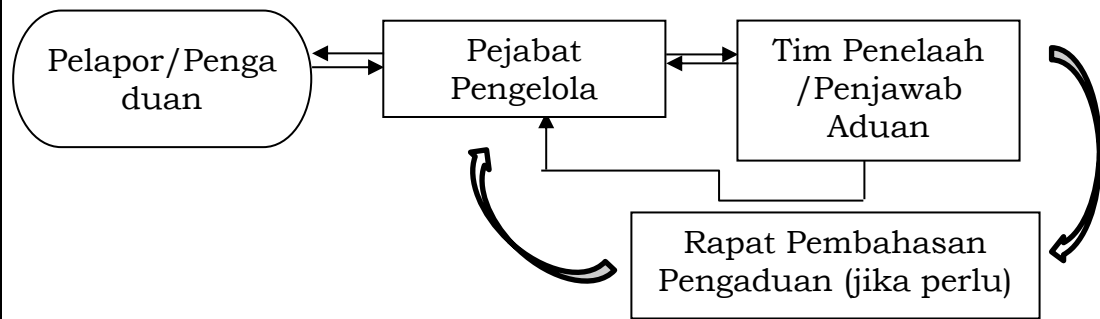 Pelapor/Penga
duan
Pejabat
Pengelola
Tim Penelaah
/Penjawab
Aduan
Rapat Pembahasan
Pengaduan (jika perlu)